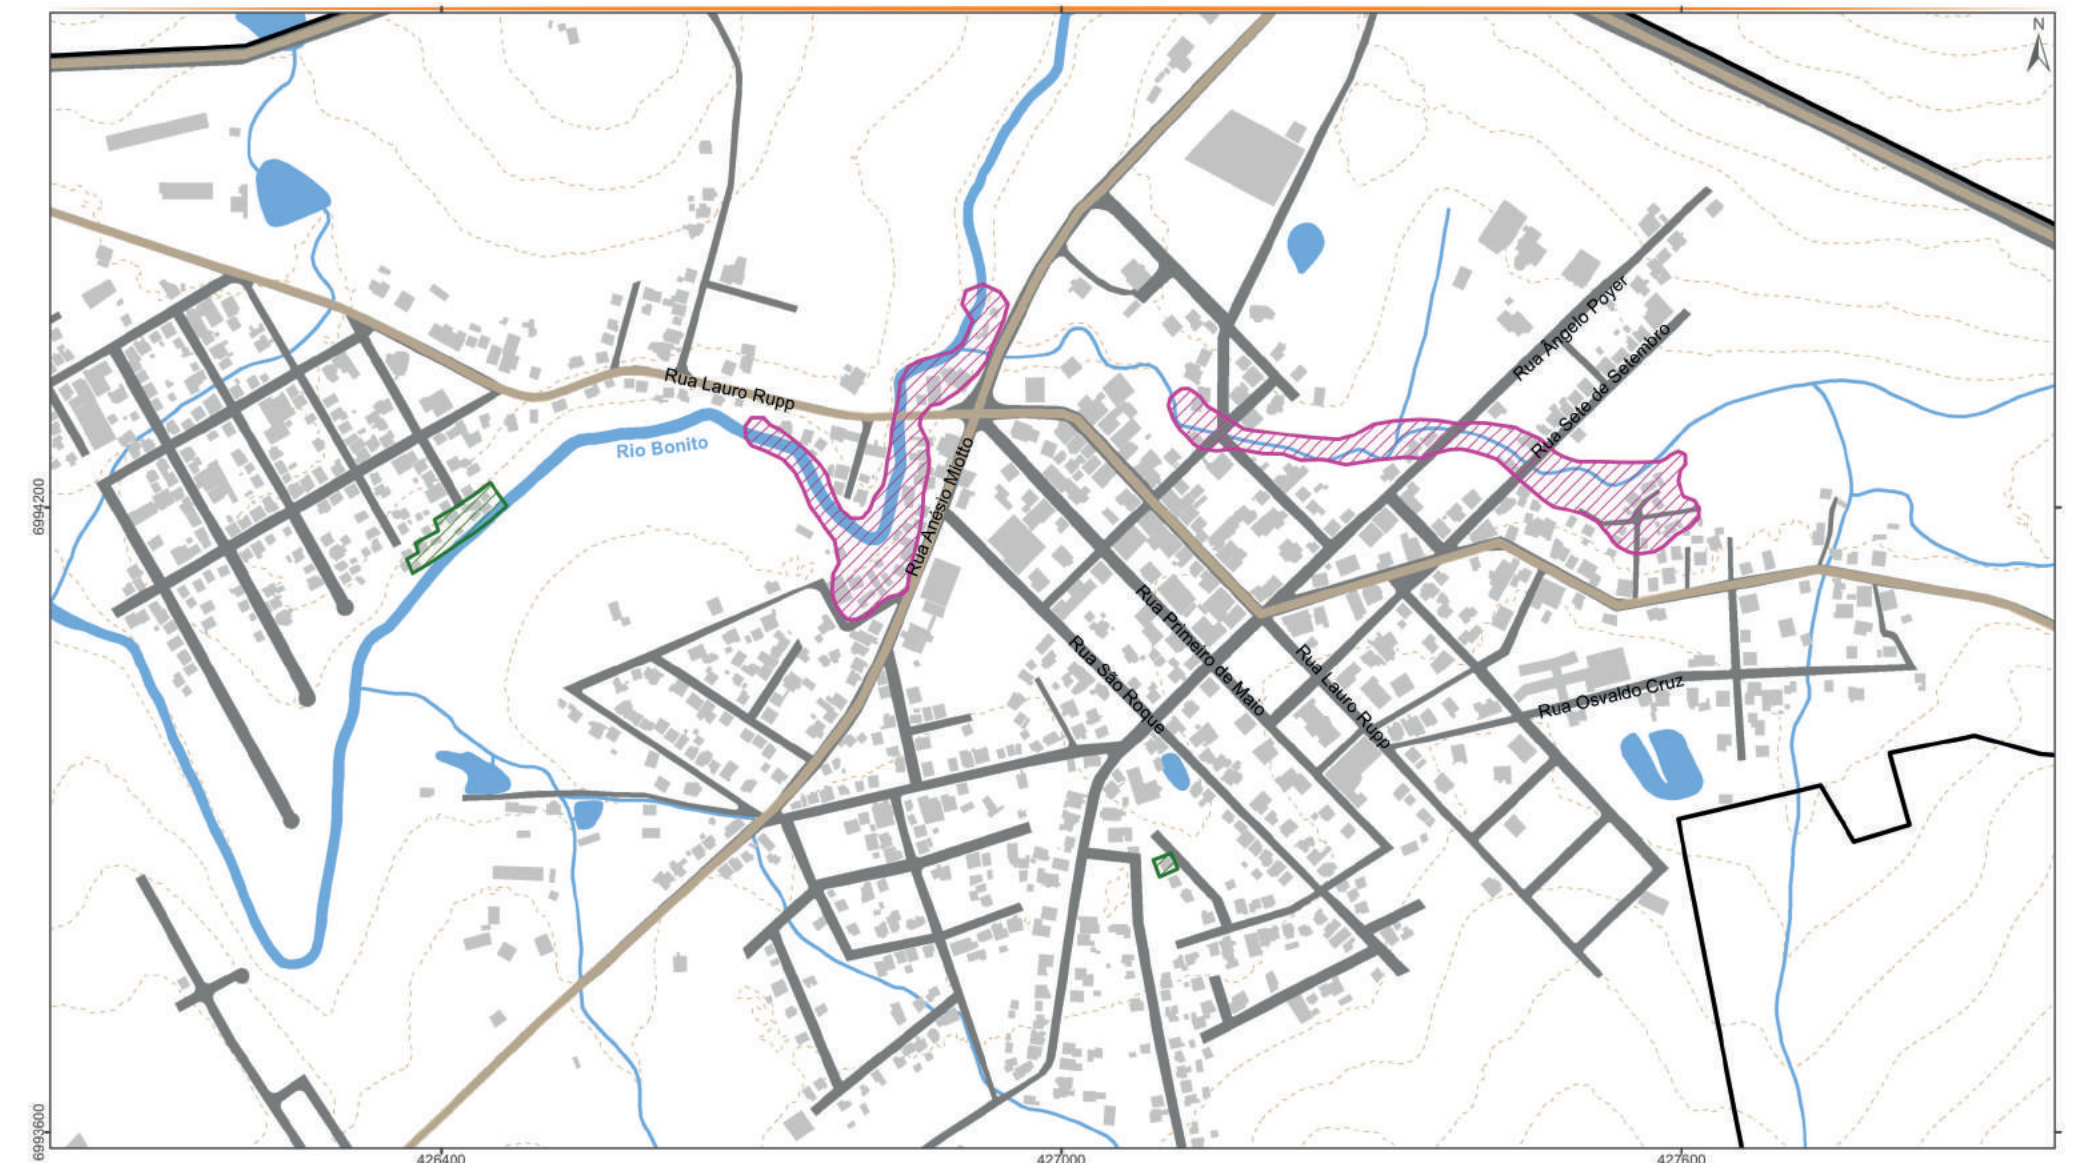 N
Rua Ângelo Poyer
Rua Sete de Setembro
Rua Lauro Rupp
Rio Bonito
Rua Anésio Miotto
6994200
Rua Primeiro de Maio
Rua São Roque
Rua Lauro Rupp
Rua Osvaldo Cruz
6993600
426400
427000
427600